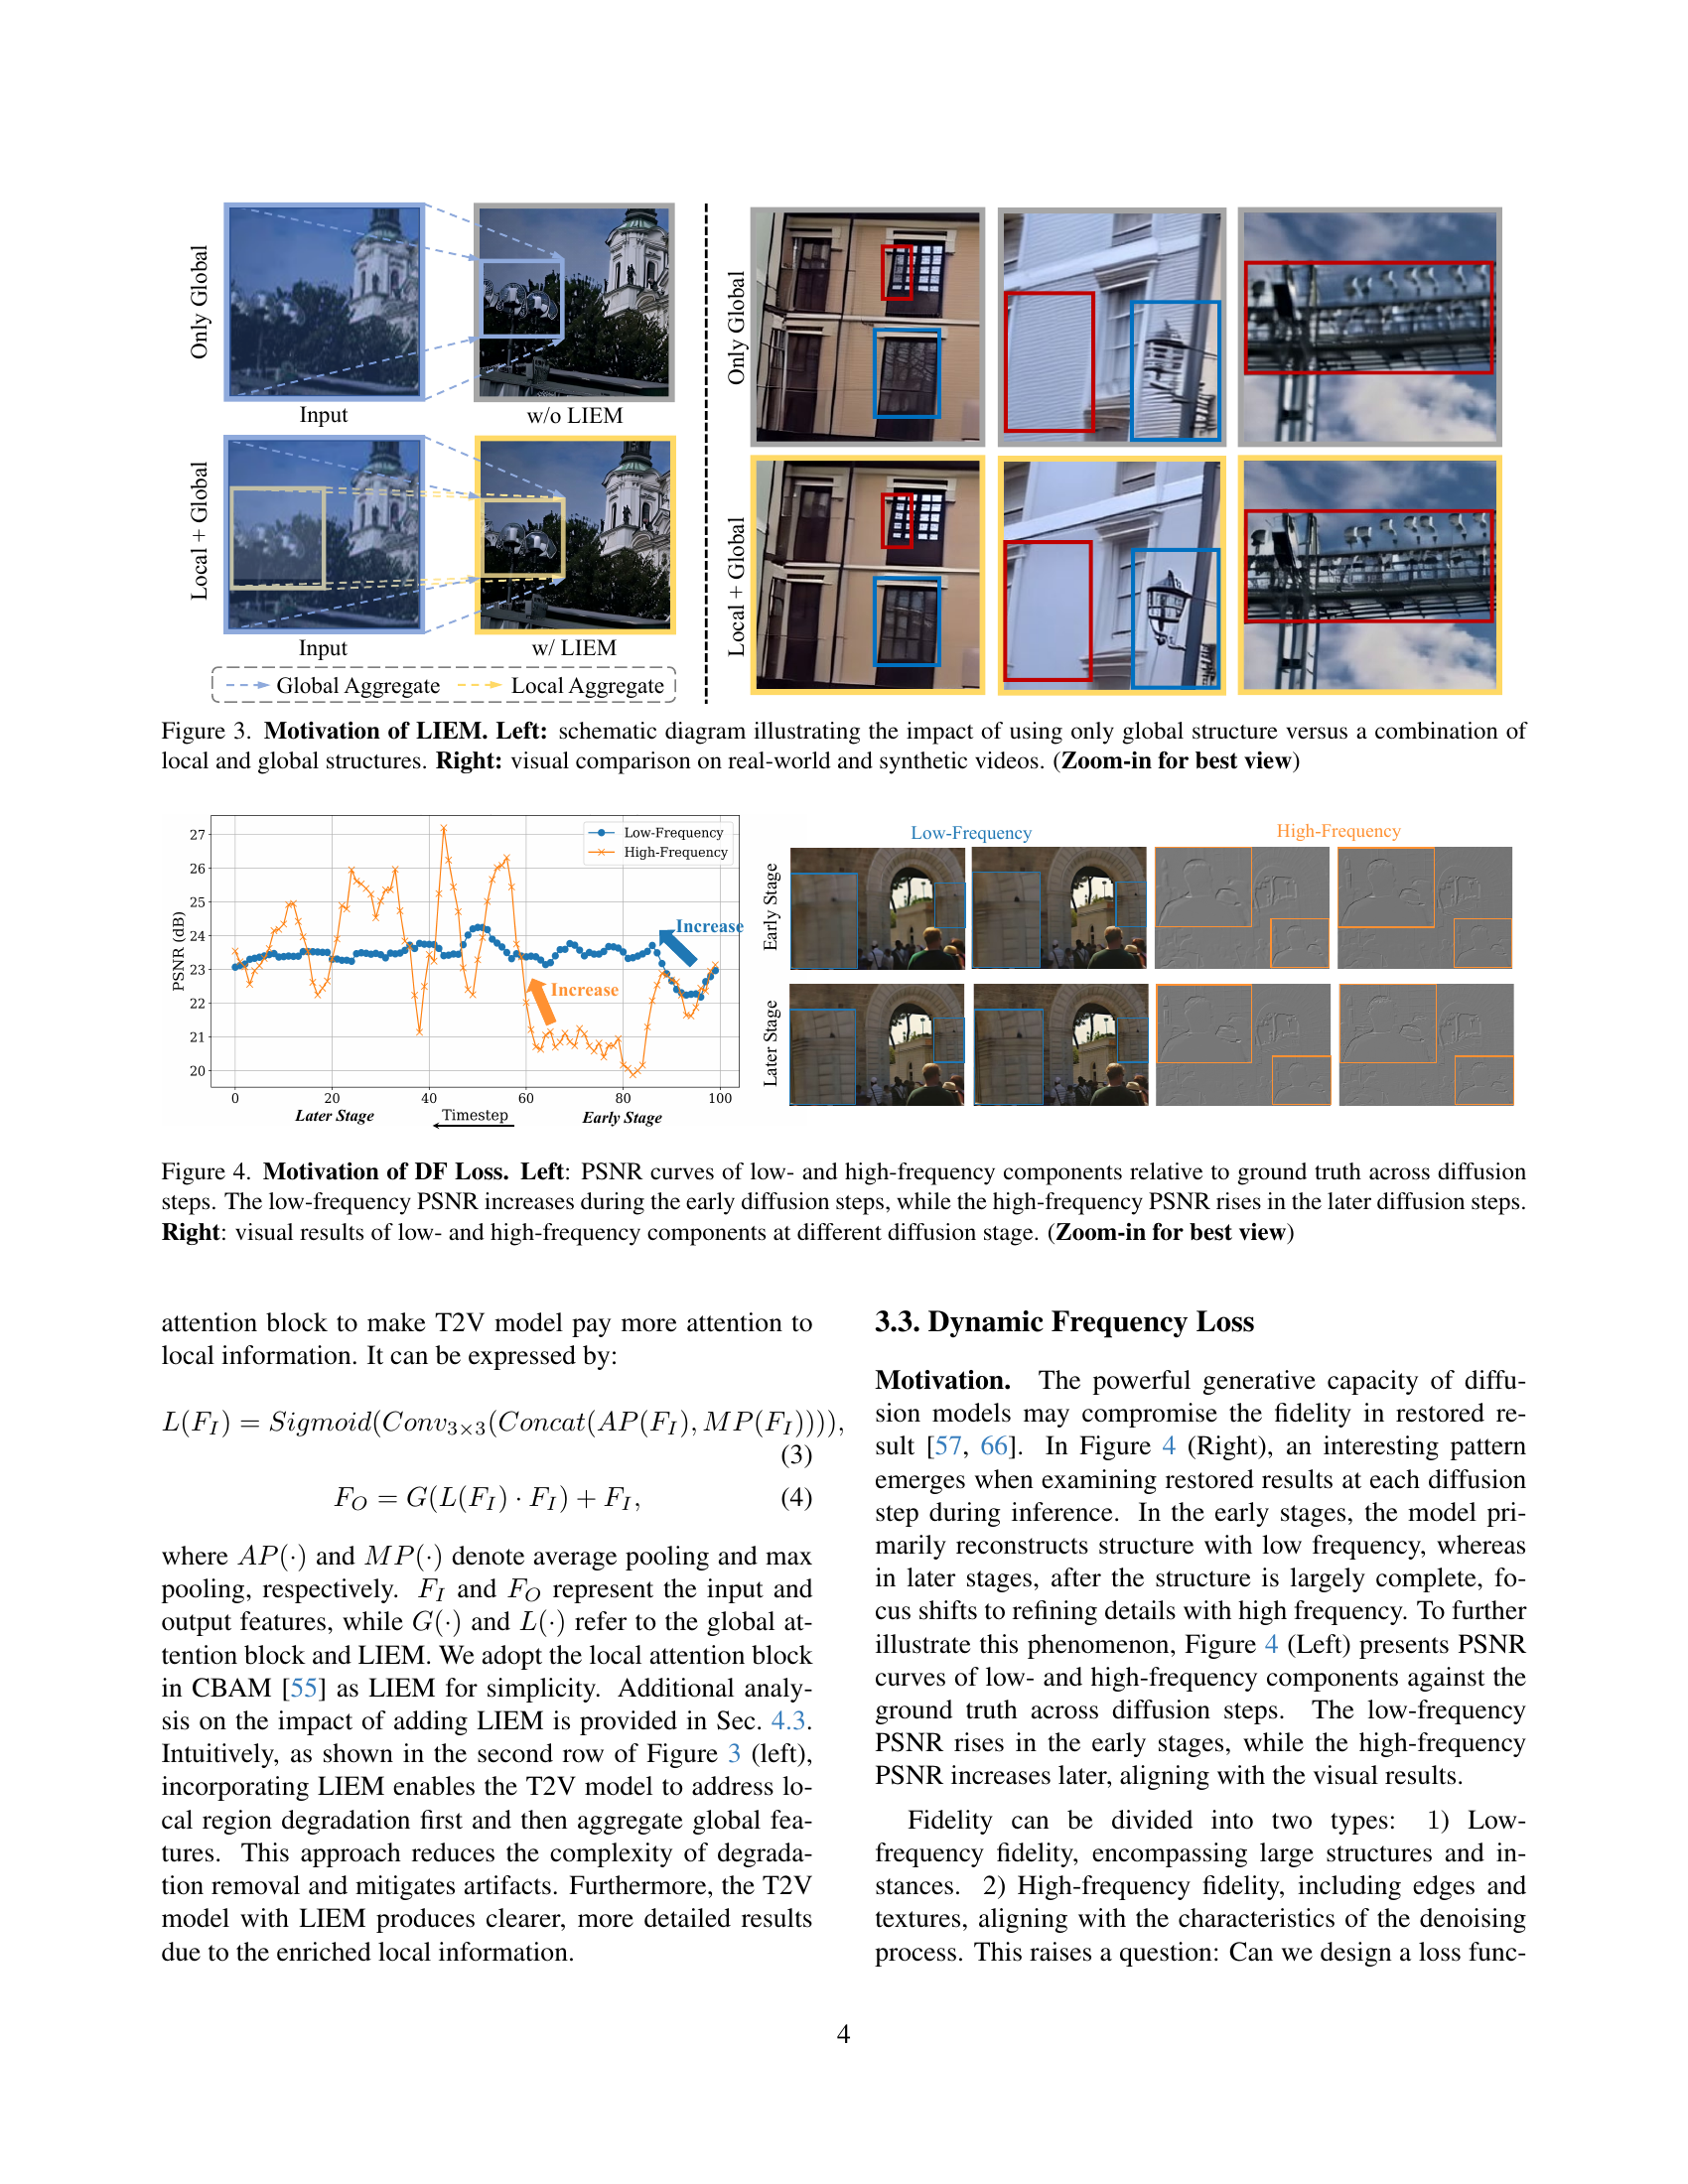 Only Global
Input
w/o LIEM
Local + Global
Input
w/ LIEM
Global Aggregate
Local Aggregate
Only Global
Local + Global
Figure 3. Motivation of LIEM. Left: schematic diagram illustrating the impact of using only global structure versus a combination of
local and global structures. Right: visual comparison on real-world and synthetic videos. (Zoom-in for best view)
27
26
25
24
23
22
21
20
PSNR (dB)
Low-Frequency
High-Frequency
Increase
Increase
0
20
40
60
80
100
Later Stage
Timestep
Early Stage
Low-Frequency
High-Frequency
Early Stage
Later Stage
Figure 4. Motivation of DF Loss. Left: PSNR curves of low- and high-frequency components relative to ground truth across diffusion
steps. The low-frequency PSNR increases during the early diffusion steps, while the high-frequency PSNR rises in the later diffusion steps.
Right: visual results of low- and high-frequency components at different diffusion stage. (Zoom-in for best view)
attention block to make T2V model pay more attention to
local information. It can be expressed by:
L(F_I) = Sigmoid(Conv_{3×3}(Concat(AP(F_I), MP(F_I)))),
(3)
F_O = G(L(F_I) · F_I) + F_I, (4)
where AP(·) and MP(·) denote average pooling and max
pooling, respectively. F_I and F_O represent the input and
output features, while G(·) and L(·) refer to the global at-
tention block and LIEM. We adopt the local attention block
in CBAM [55] as LIEM for simplicity. Additional analy-
sis on the impact of adding LIEM is provided in Sec. 4.3.
Intuitively, as shown in the second row of Figure 3 (left),
incorporating LIEM enables the T2V model to address lo-
cal region degradation first and then aggregate global fea-
tures. This approach reduces the complexity of degrada-
tion removal and mitigates artifacts. Furthermore, the T2V
model with LIEM produces clearer, more detailed results
due to the enriched local information.
3.3. Dynamic Frequency Loss
Motivation. The powerful generative capacity of diffu-
sion models may compromise the fidelity in restored re-
sult [57, 66]. In Figure 4 (Right), an interesting pattern
emerges when examining restored results at each diffusion
step during inference. In the early stages, the model pri-
marily reconstructs structure with low frequency, whereas
in later stages, after the structure is largely complete, fo-
cus shifts to refining details with high frequency. To further
illustrate this phenomenon, Figure 4 (Left) presents PSNR
curves of low- and high-frequency components against the
ground truth across diffusion steps. The low-frequency
PSNR rises in the early stages, while the high-frequency
PSNR increases later, aligning with the visual results.
Fidelity can be divided into two types: 1) Low-
frequency fidelity, encompassing large structures and in-
stances. 2) High-frequency fidelity, including edges and
textures, aligning with the characteristics of the denoising
process. This raises a question: Can we design a loss func-
4